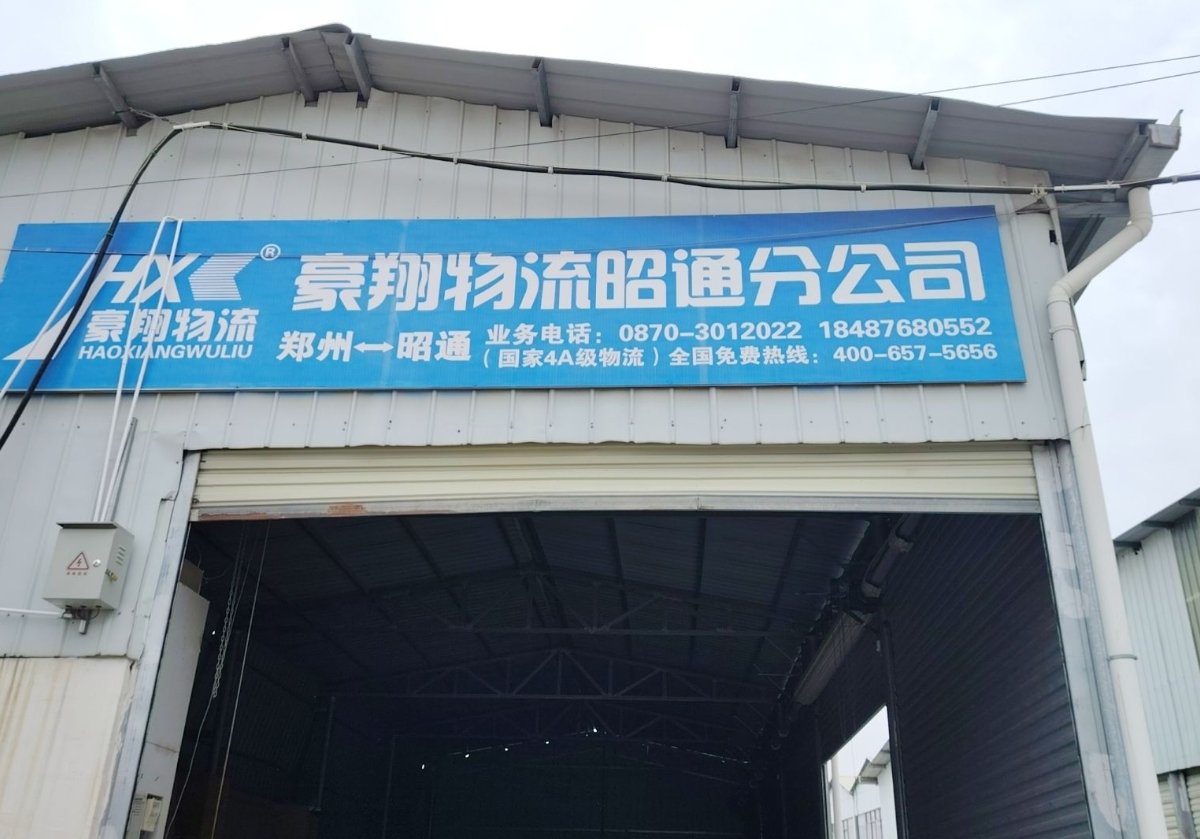 HX®
豪翔物流
HAOXIANGWULIU
豪翔物流昭通分公司
郑州↔昭通
业务电话：0870-3012022 18487680552
（国家4A级物流）全国免费热线：400-657-5656